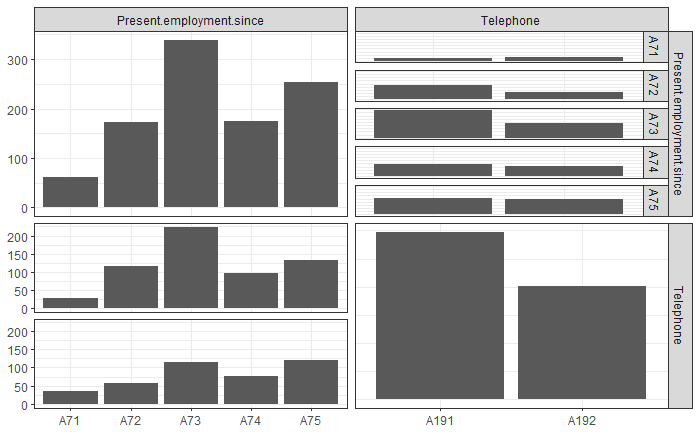 Present.employment.since
Telephone
300
200
100
0
A71
A72
A73
A74
A75
Present.employment.since
200
150
100
50
0
200
150
100
50
0
Telephone
A71 A72 A73 A74 A75
A191 A192